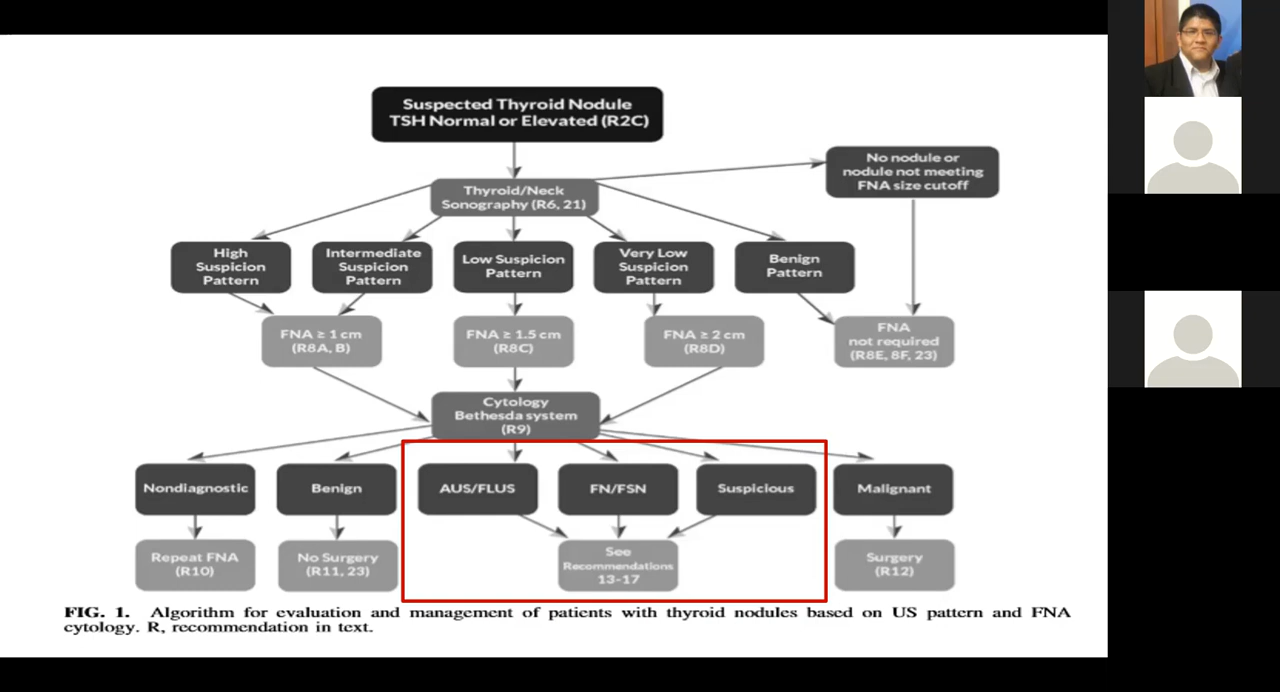 Suspected Thyroid Nodule
TSH Normal or Elevated (R2C)
No nodule or
nodule not meeting
FNA size cutoff
Thyroid/Neck
Sonography (R6, 21)
High
Suspicion
Pattern
Intermediate
Suspicion
Pattern
Low Suspicion
Pattern
Very Low
Suspicion
Pattern
Benign
Pattern
FNA ≥ 1 cm
(R8A, B)
FNA ≥ 1.5 cm
(R8C)
FNA ≥ 2 cm
(R8D)
FNA
not required
(R8E, 8F, 23)
Cytology
Bethesda system
(R9)
Nondiagnostic
Benign
AUS/FLUS
FN/FSN
Suspicious
Malignant
Repeat FNA
(R10)
No Surgery
(R11, 23)
See
Recommendations
13-17
Surgery
(R12)
FIG. 1. Algorithm for evaluation and management of patients with thyroid nodules based on US pattern and FNA
cytology. R, recommendation in text.